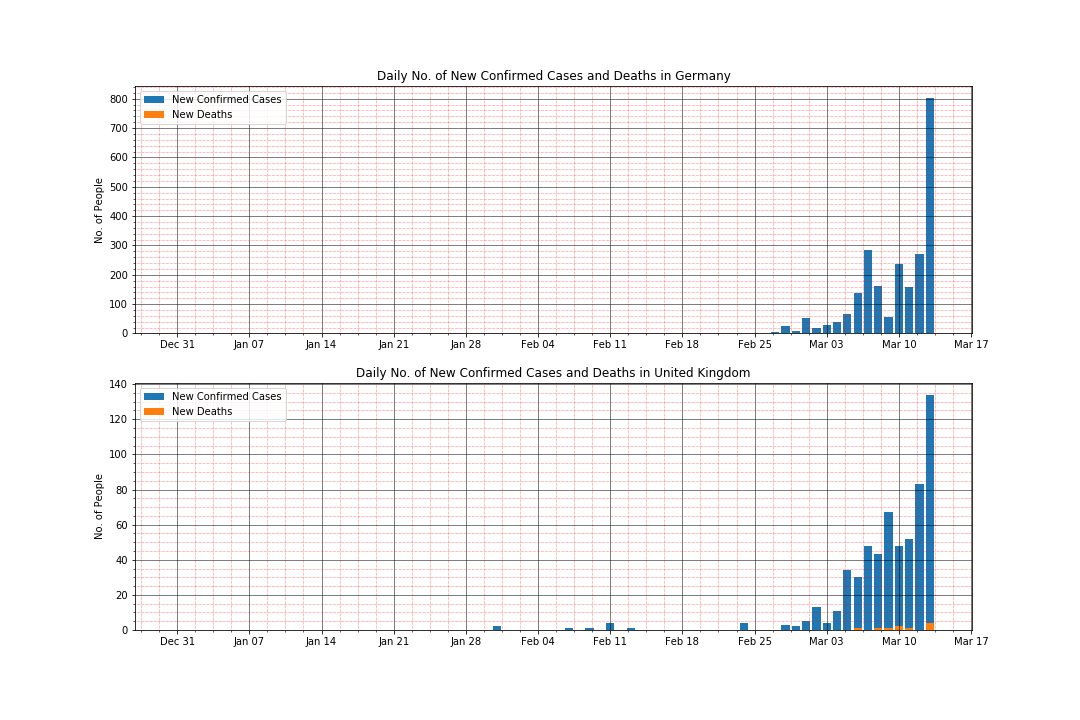 Daily No. of New Confirmed Cases and Deaths in Germany
New Confirmed Cases
New Deaths
No. of People
800
700
600
500
400
300
200
100
0
Dec 31 Jan 07 Jan 14 Jan 21 Jan 28 Feb 04 Feb 11 Feb 18 Feb 25 Mar 03 Mar 10 Mar 17
Daily No. of New Confirmed Cases and Deaths in United Kingdom
New Confirmed Cases
New Deaths
No. of People
140
120
100
80
60
40
20
0
Dec 31 Jan 07 Jan 14 Jan 21 Jan 28 Feb 04 Feb 11 Feb 18 Feb 25 Mar 03 Mar 10 Mar 17